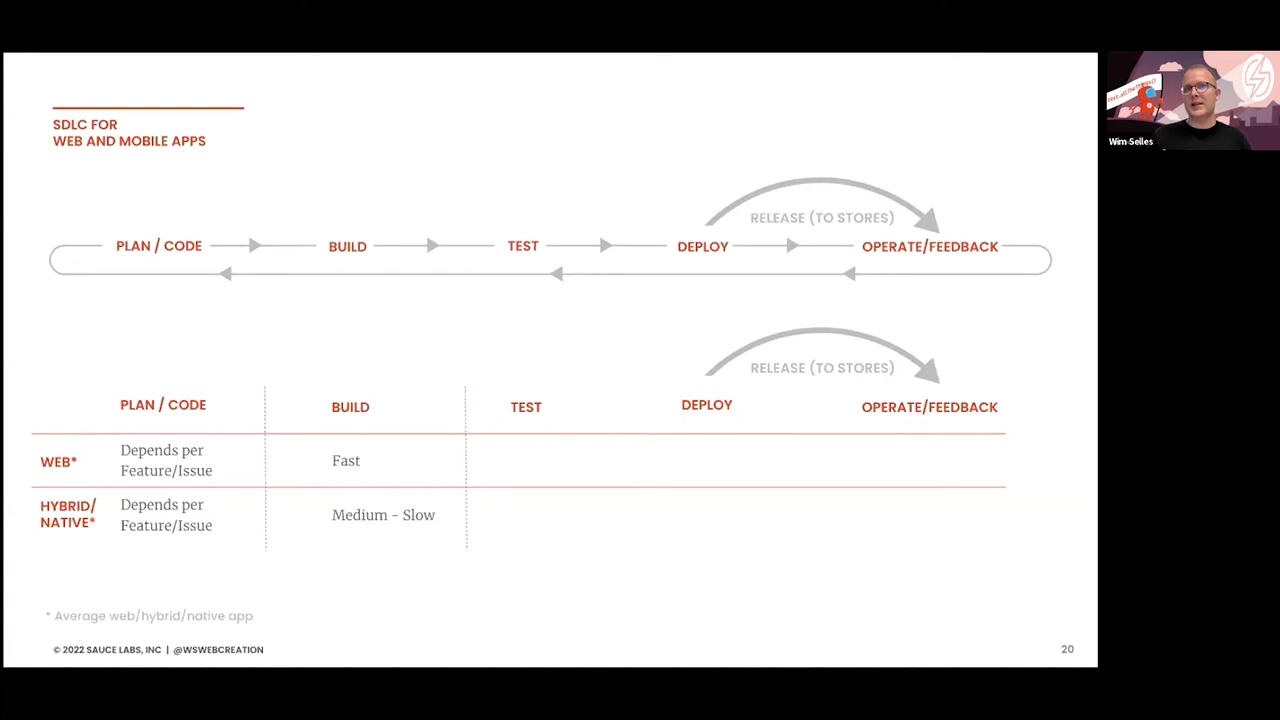 SDLC FOR
WEB AND MOBILE APPS
RELEASE (TO STORES)
PLAN / CODE
BUILD
TEST
DEPLOY
OPERATE/FEEDBACK
RELEASE (TO STORES)
PLAN / CODE
BUILD
TEST
DEPLOY
OPERATE/FEEDBACK
WEB*
Depends per
Feature/Issue
Fast
HYBRID/
NATIVE*
Depends per
Feature/Issue
Medium - Slow
* Average web/hybrid/native app
© 2022 SAUCE LABS, INC | @WSWEBCREATION
20
Wim Selles